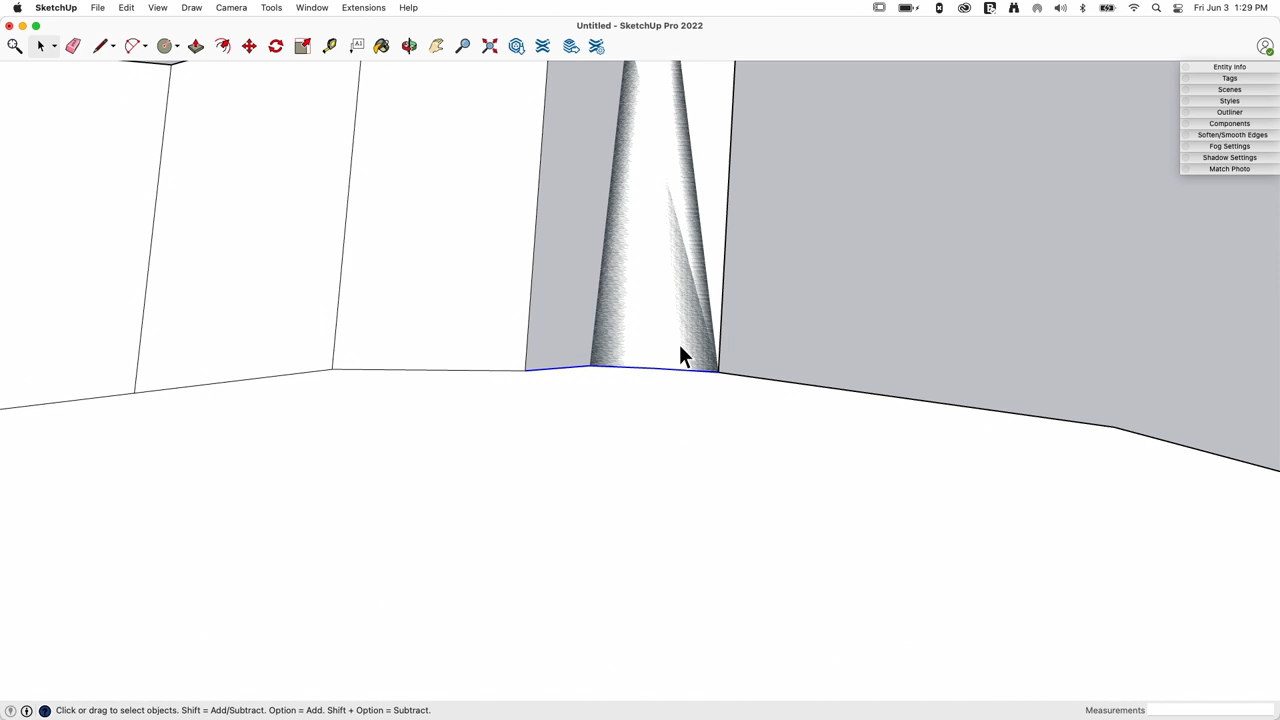 SketchUp File Edit View Draw Camera Tools Window Extensions Help Fri Jun 3 1:29 PM
Untitled - SketchUp Pro 2022
Entity Info
Tags
Scenes
Styles
Outliner
Components
Soften/Smooth Edges
Fog Settings
Shadow Settings
Match Photo
Click or drag to select objects. Shift = Add/Subtract. Option = Add. Shift + Option = Subtract. Measurements